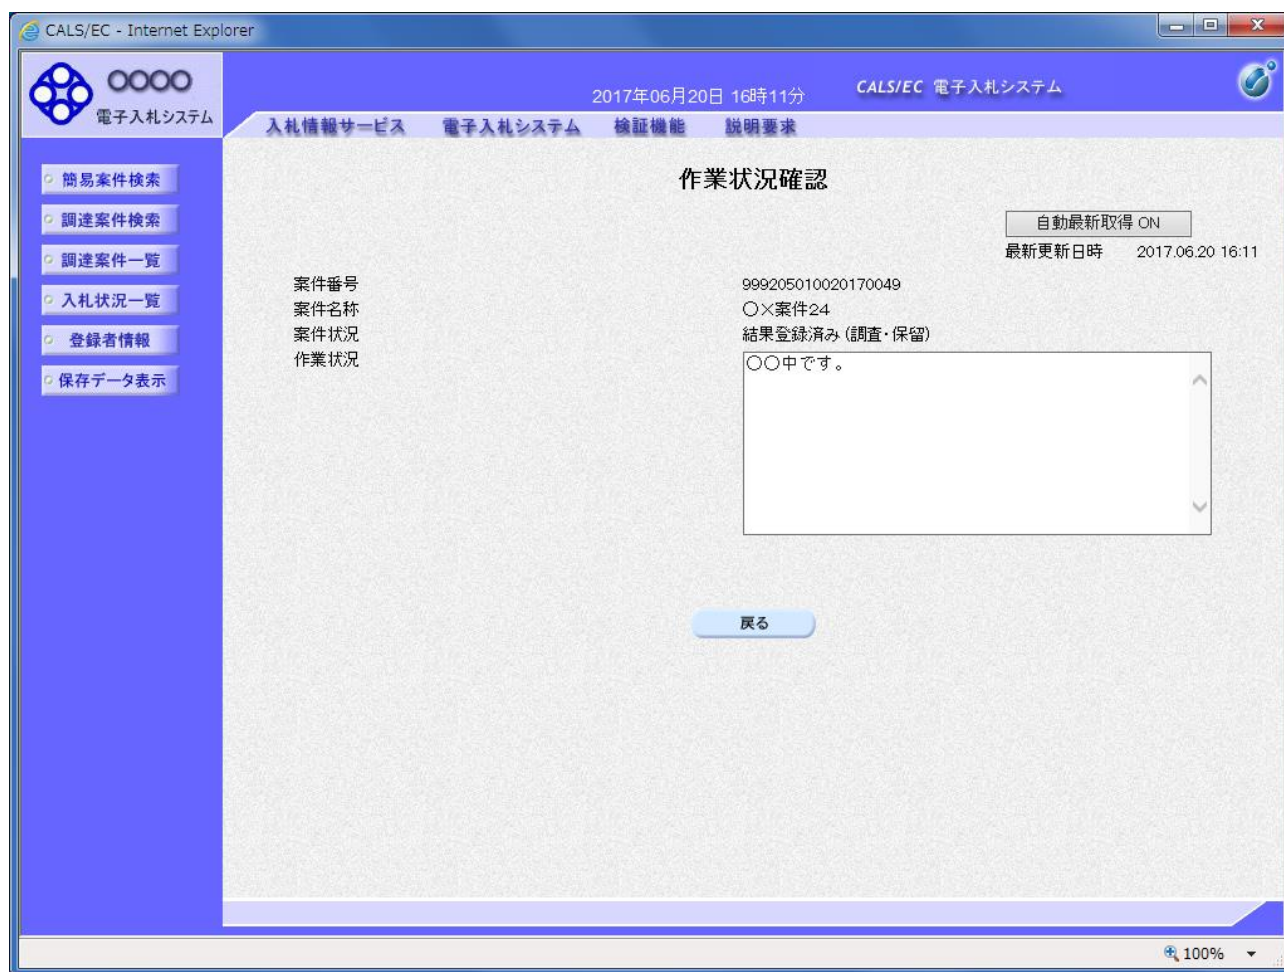 CALS/EC - Internet Explorer
〇〇〇〇
電子入札システム
2017年06月20日 16時11分
CALS/EC 電子入札システム
入札情報サービス 電子入札システム 検証機能 説明要求
簡易案件検索
調達案件検索
調達案件一覧
入札状況一覧
登録者情報
保存データ表示
作業状況確認
自動最新取得 ON
最新更新日時 2017.06.20 16:11
案件番号 999205010020170049
案件名称 〇×案件24
案件状況 結果登録済み(調査・保留)
作業状況 〇〇中です。
戻る
100%